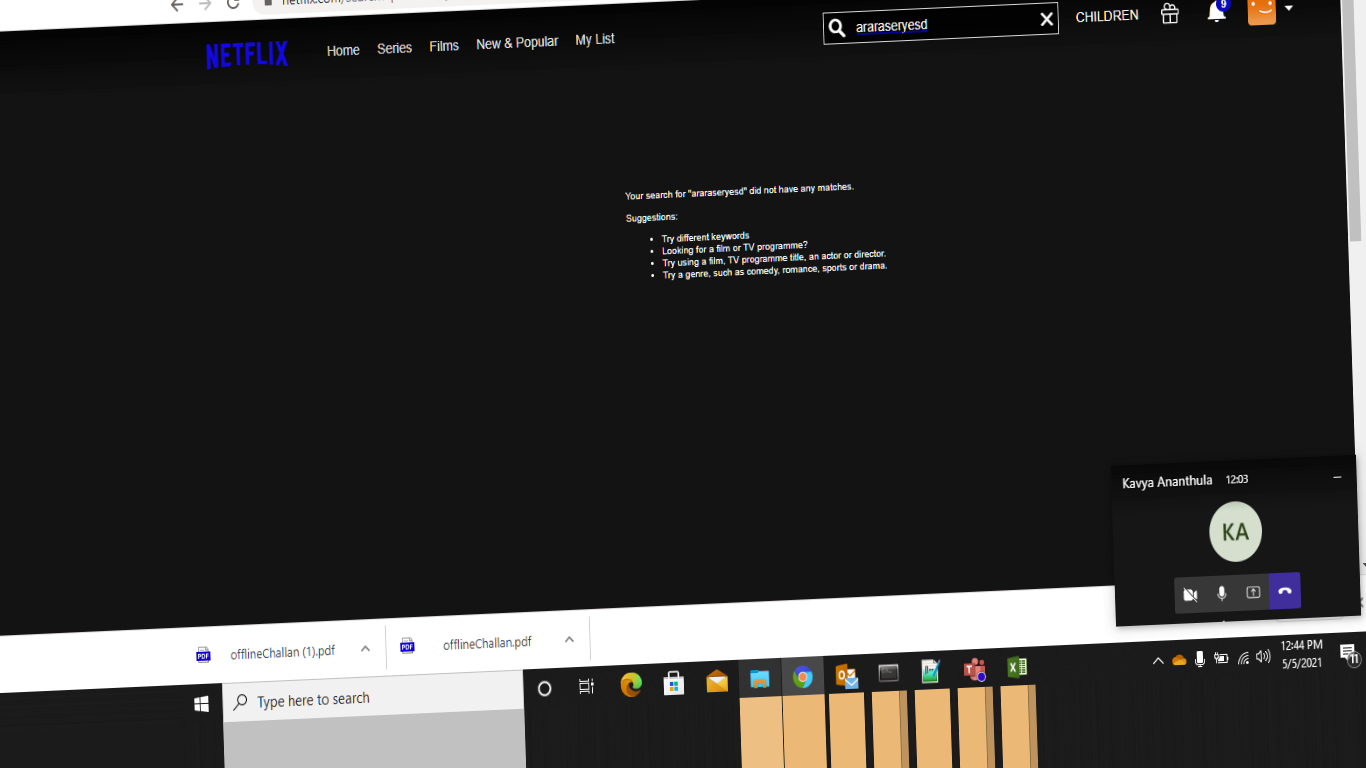 NETFLIX
Home Series Films New & Popular My List
araraseryesd
CHILDREN
9
Your search for "araraseryesd" did not have any matches.
Suggestions:
Try different keywords
Looking for a film or TV programme?
Try using a film, TV programme title, an actor or director.
Try a genre, such as comedy, romance, sports or drama.
Kavya Ananthula 12:03
KA
PDF offlineChallan (1).pdf
PDF offlineChallan.pdf
Type here to search
12:44 PM
5/5/2021
11